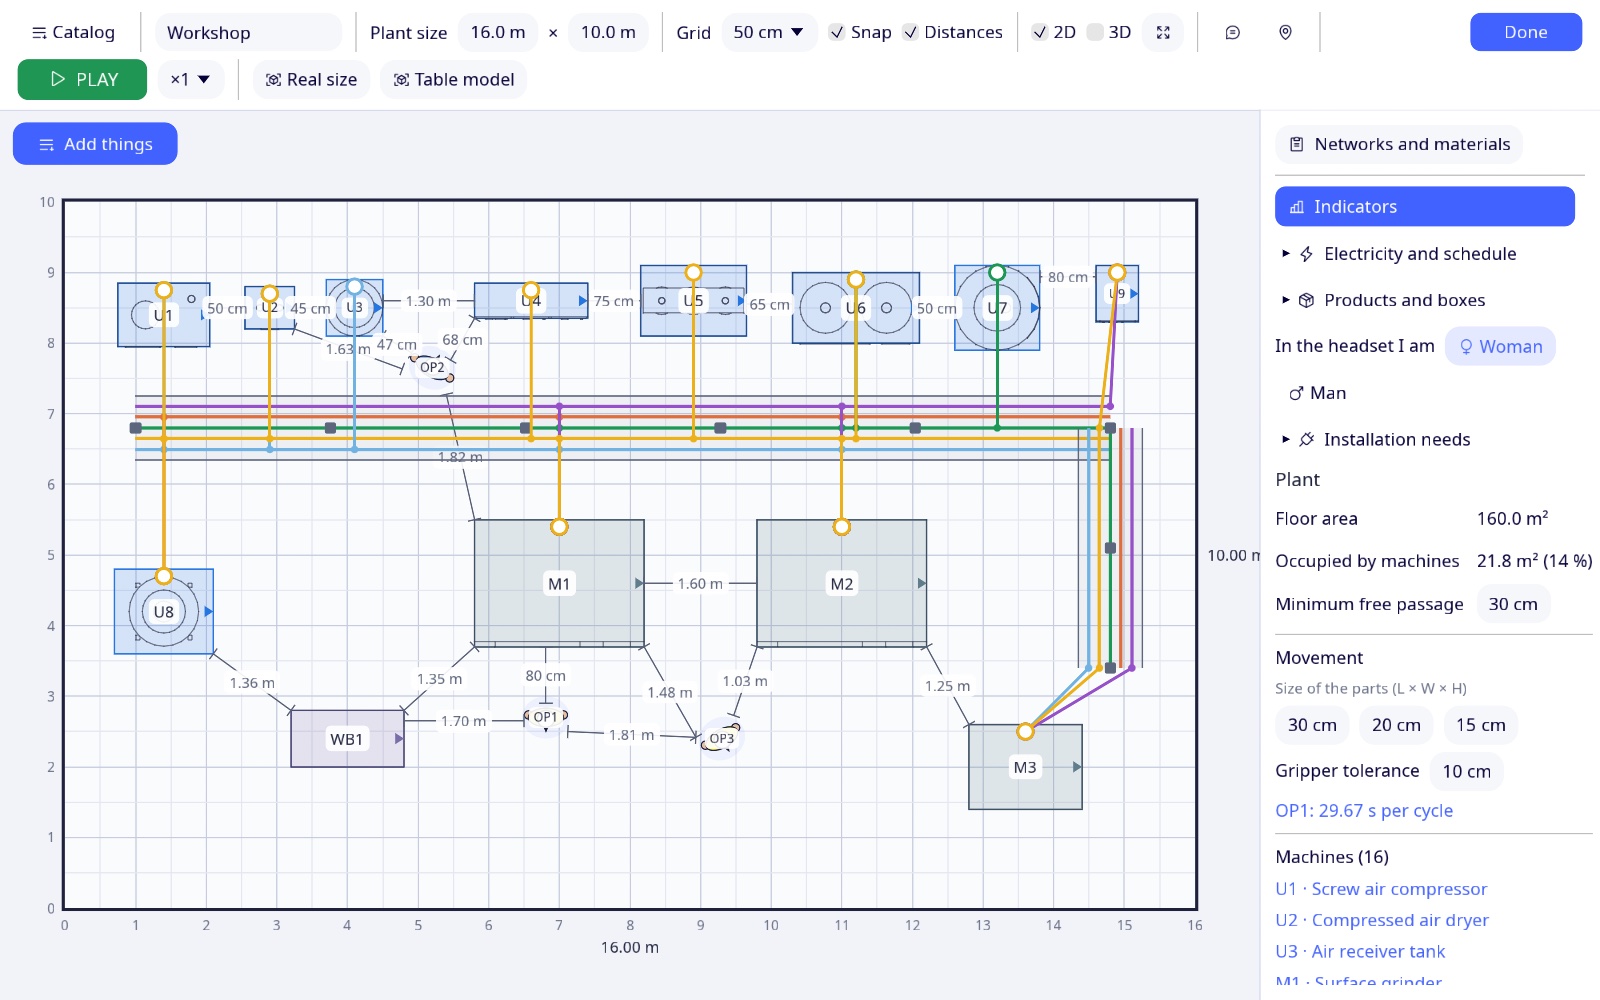 Catalog
Workshop
Plant size 16.0 m × 10.0 m
Grid 50 cm
Snap
Distances
2D
3D
Done
PLAY
×1
Real size
Table model
Add things
Networks and materials
Indicators
Electricity and schedule
Products and boxes
In the headset I am Woman
Man
Installation needs
Plant
Floor area 160.0 m²
Occupied by machines 21.8 m² (14 %)
Minimum free passage 30 cm
Movement
Size of the parts (L × W × H)
30 cm 20 cm 15 cm
Gripper tolerance 10 cm
OP1: 29.67 s per cycle
Machines (16)
U1 · Screw air compressor
U2 · Compressed air dryer
U3 · Air receiver tank
M1 · Surface grinder
10
9
8
7
6
5
4
3
2
1
0
0 1 2 3 4 5 6 7 8 9 10 11 12 13 14 15 16
16.00 m
10.00 m
U1 50 cm U2 45 cm U3 1.30 m U4 75 cm U5 65 cm U6 50 cm U7 80 cm U9
1.63 m 47 cm 68 cm
OP2
1.82 m
M1 1.60 m M2
U8
1.36 m 1.35 m 80 cm 1.48 m 1.03 m 1.25 m
WB1 1.70 m OP1 1.81 m OP3
M3